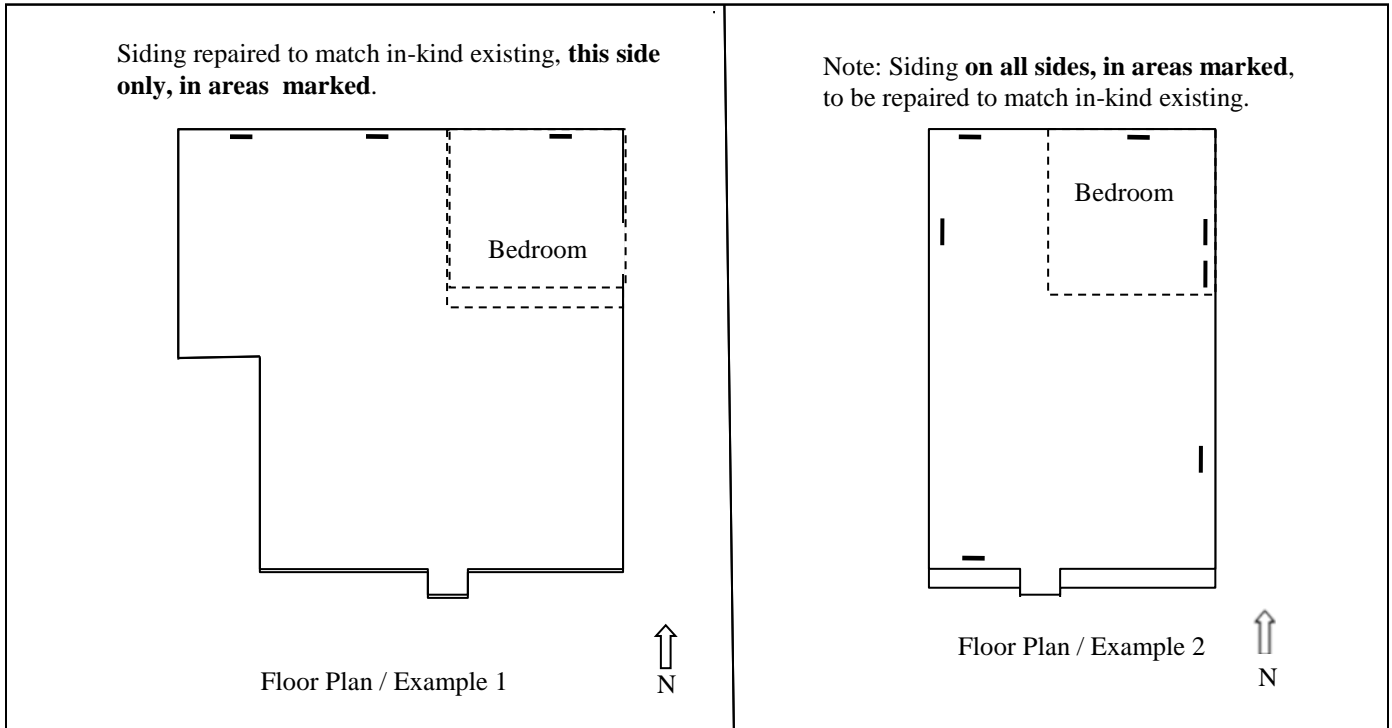 Siding repaired to match in-kind existing, this side
only, in areas marked.
Bedroom
N
Floor Plan / Example 1
Note: Siding on all sides, in areas marked,
to be repaired to match in-kind existing.
Bedroom
Floor Plan / Example 2
N